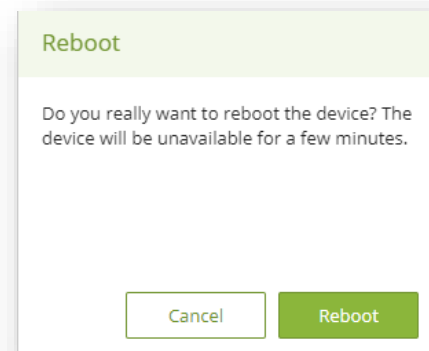 Reboot
Do you really want to reboot the device? The
device will be unavailable for a few minutes.
Cancel
Reboot